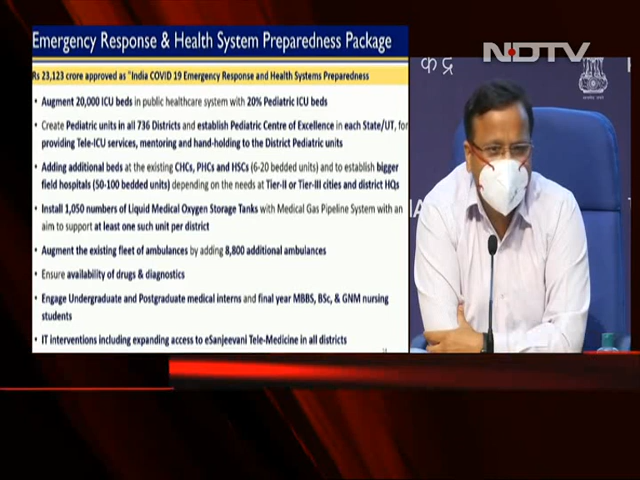 Emergency Response & Health System Preparedness Package
Rs 23,123 crore approved as "India COVID 19 Emergency Response and Health Systems Preparedness
• Augment 20,000 ICU beds in public healthcare system with 20% Pediatric ICU beds
• Create Pediatric units in all 736 Districts and establish Pediatric Centre of Excellence in each State/UT, for
providing Tele-ICU services, mentoring and hand-holding to the District Pediatric units
• Adding additional beds at the existing CHCs, PHCs and HSCs (6-20 bedded units) and to establish bigger
field hospitals (50-100 bedded units) depending on the needs at Tier-II or Tier-III cities and district HQs
• Install 1,050 numbers of Liquid Medical Oxygen Storage Tanks with Medical Gas Pipeline System with an
aim to support at least one such unit per district
• Augment the existing fleet of ambulances by adding 8,800 additional ambulances
• Ensure availability of drugs & diagnostics
• Engage Undergraduate and Postgraduate medical interns and final year MBBS, BSc, & GNM nursing
students
• IT interventions including expanding access to eSanjeevani Tele-Medicine in all districts
NDTV